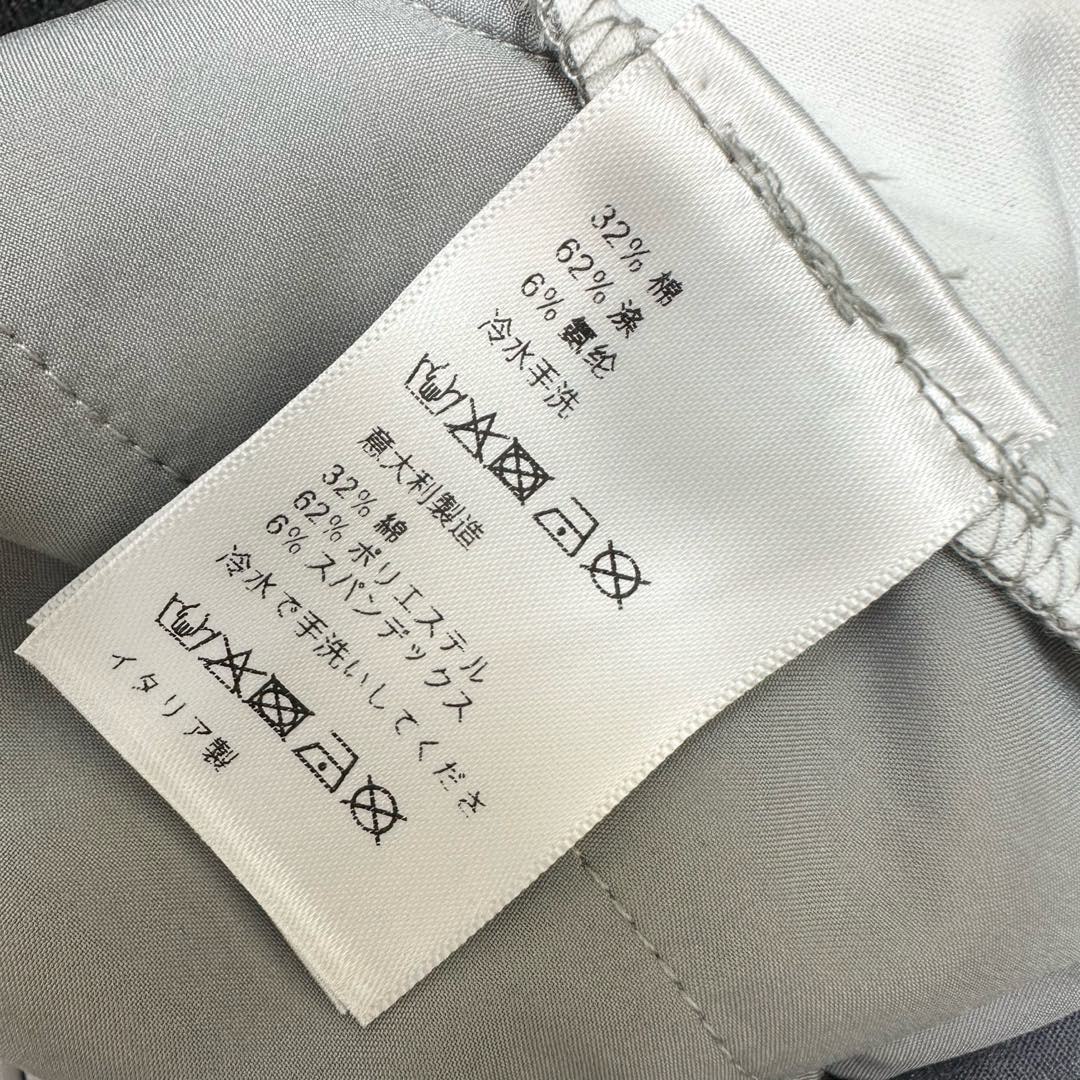 32% 棉
62% 涤
6% 氨纶
冷水手洗
意大利製造
32% 綿
62% ポリエステル
6% スパンデックス
冷水で手洗いしてくださ
イタリア製